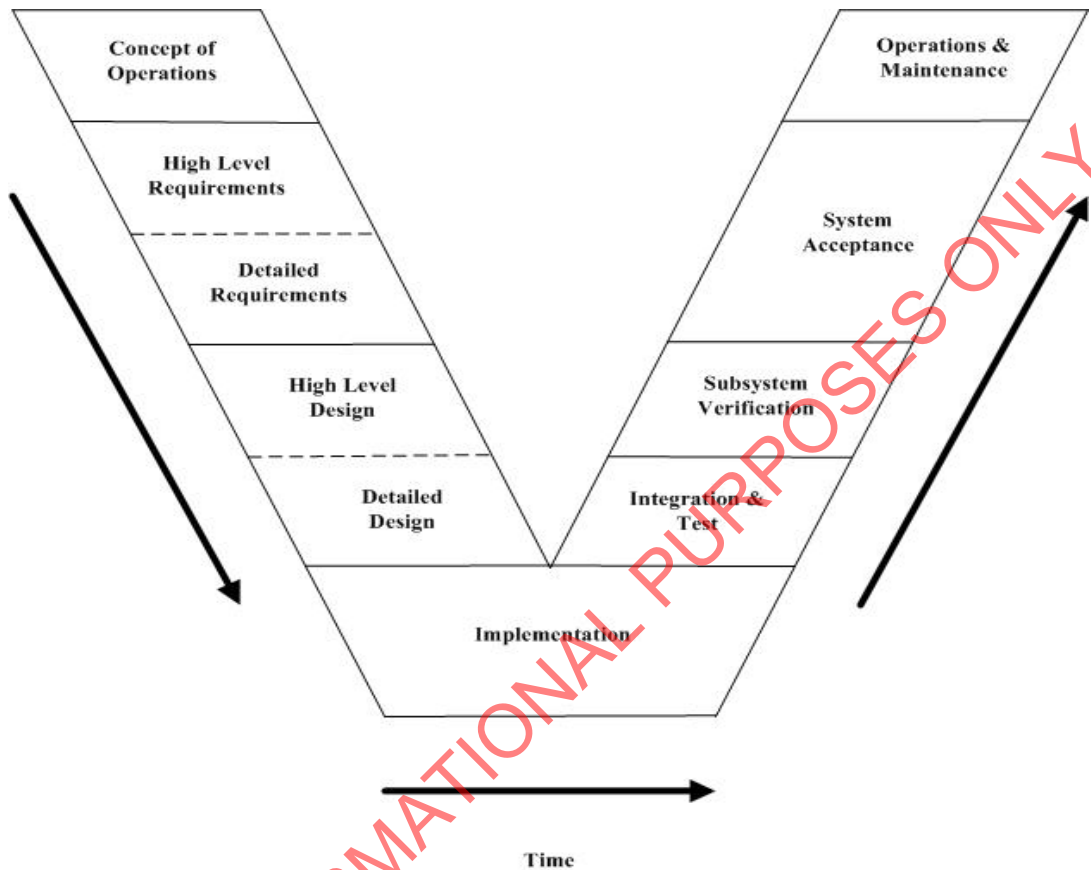 Concept of
Operations
High Level
Requirements
Detailed
Requirements
High Level
Design
Detailed
Design
Implementation
Integration &
Test
Subsystem
Verification
System
Acceptance
Operations &
Maintenance
Time
MATIONAL PURPOSES ONLY